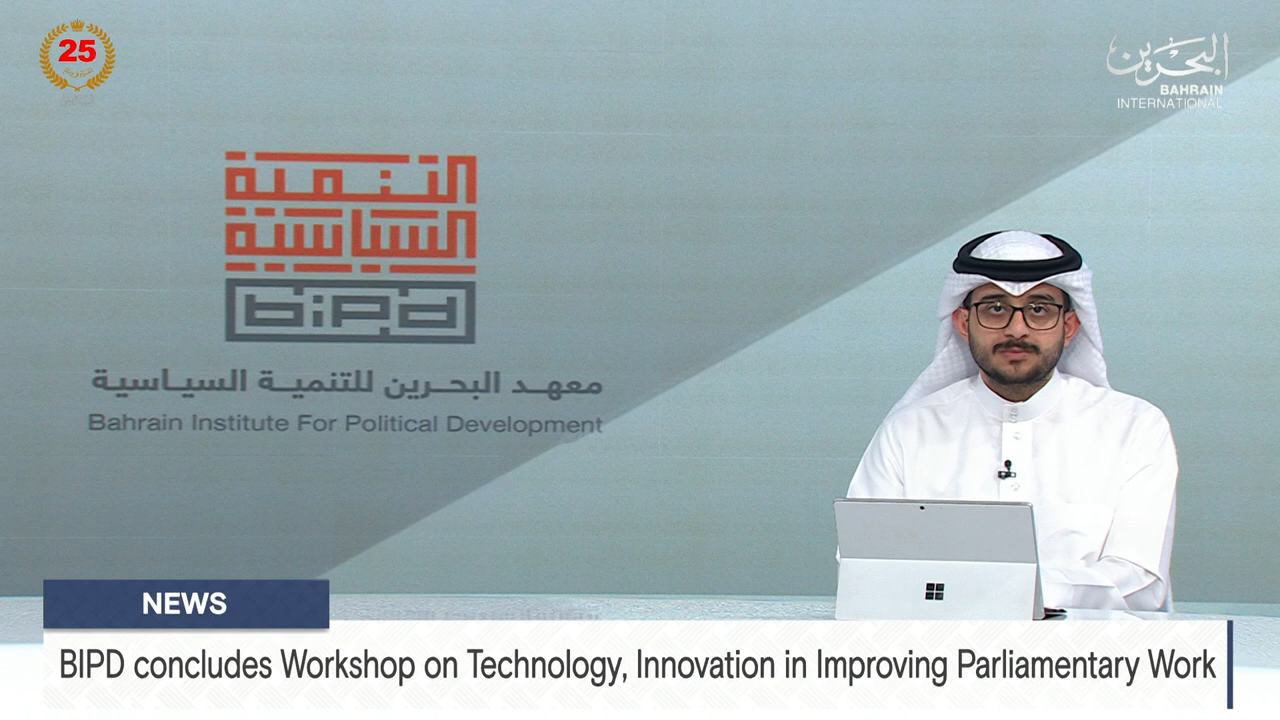 25
البحرين
BAHRAIN
INTERNATIONAL
التنمية
السياسية
bipd
معهد البحرين للتنمية السياسية
Bahrain Institute For Political Development
NEWS
BIPD concludes Workshop on Technology, Innovation in Improving Parliamentary Work